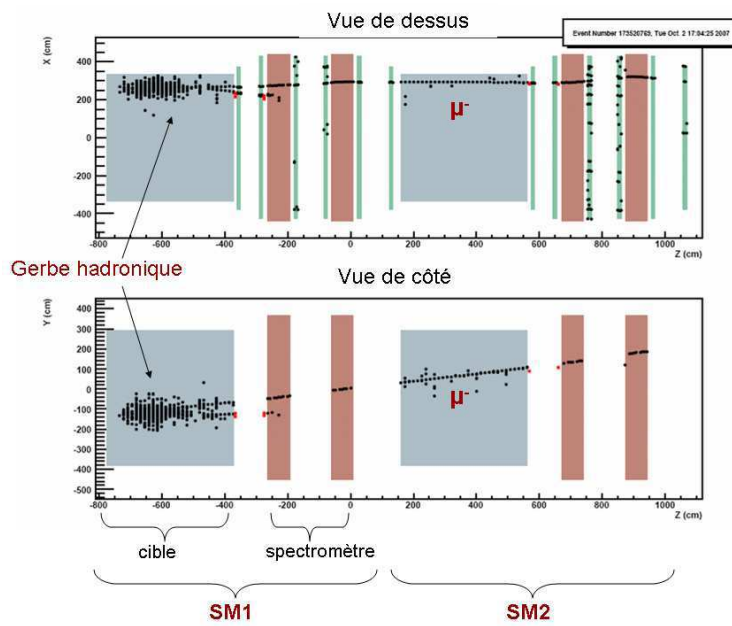 Vue de dessus
Event Number 173520763, Tue Oct. 2 17:04:25 2007
X (cm)
400
200
0
-200
-400
μ-
-800 -600 -400 -200 0 200 400 600 800 1000
Z (cm)
Gerbe hadronique
Vue de côté
Y (cm)
400
300
200
100
0
-100
-200
-300
-400
-500
μ-
-800 -600 -400 -200 0 200 400 600 800 1000
Z (cm)
cible
spectromètre
SM1
SM2